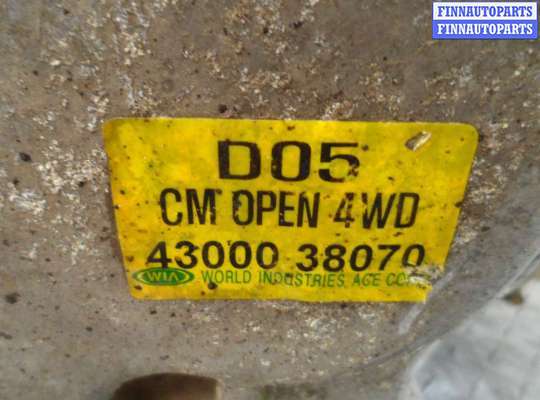 FINNAUTOPARTS
FINNAUTOPARTS
D05
CM OPEN 4WD
43000 38070
WIA WORLD INDUSTRIES ACE CO